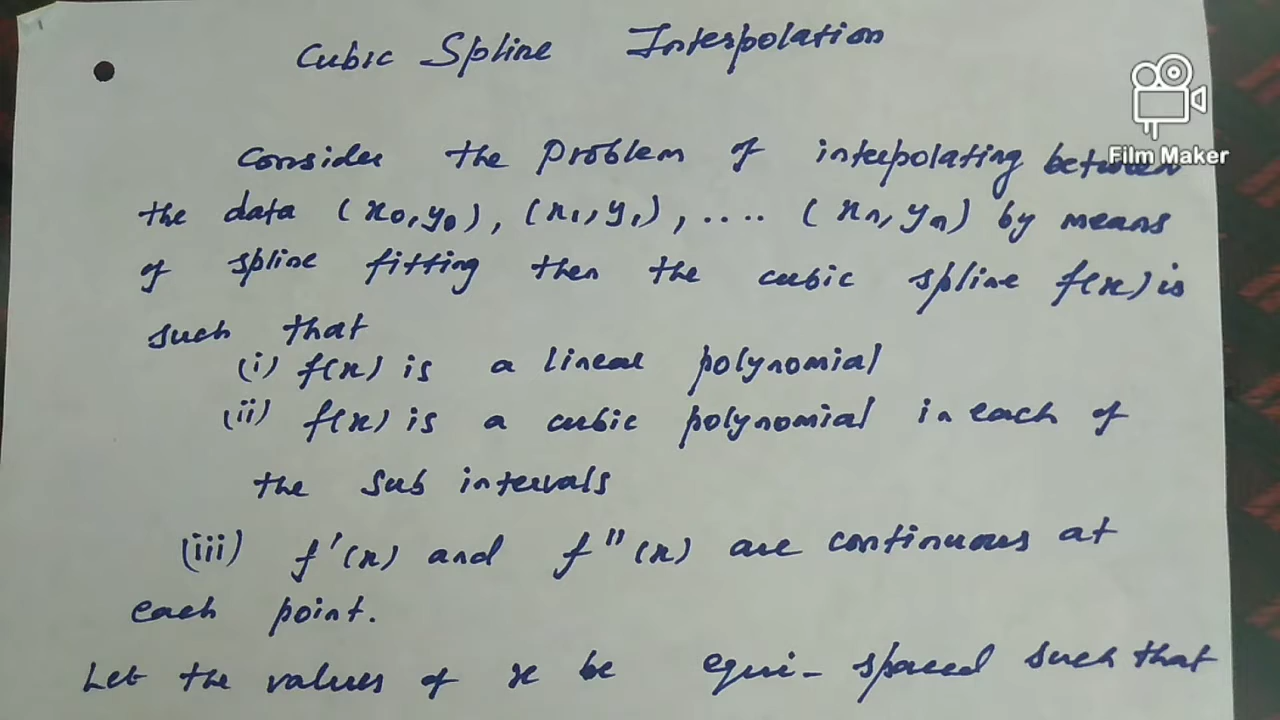 Cubic Spline Interpolation
Film Maker
Consider the problem of interpolating between
the data (x0,y0), (x1,y1), .... (xn,yn) by means
of spline fitting then the cubic spline f(x) is
such that
(i) f(x) is a linear polynomial
(ii) f(x) is a cubic polynomial in each of
the sub intervals
(iii) f'(x) and f"(x) are continuous at
each point.
Let the values of x be equi- spaced such that